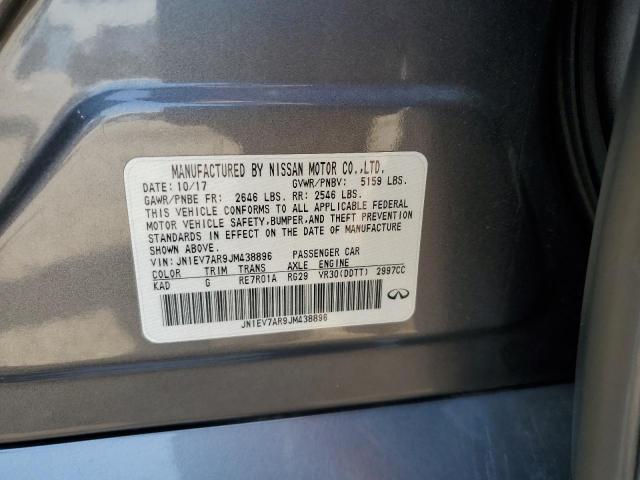 MANUFACTURED BY NISSAN MOTOR CO.,LTD.
DATE: 10/17 GVWR/PNBV: 5159 LBS.
GAWR/PNBE FR: 2646 LBS. RR: 2546 LBS.
THIS VEHICLE CONFORMS TO ALL APPLICABLE FEDERAL
MOTOR VEHICLE SAFETY,BUMPER,AND THEFT PREVENTION
STANDARDS IN EFFECT ON THE DATE OF MANUFACTURE
SHOWN ABOVE.
VIN: JN1EV7AR9JM438896 PASSENGER CAR
COLOR TRIM TRANS AXLE ENGINE
KAD G RE7R01A RG29 VR30(DDTT) 2997CC
JN1EV7AR9JM438896